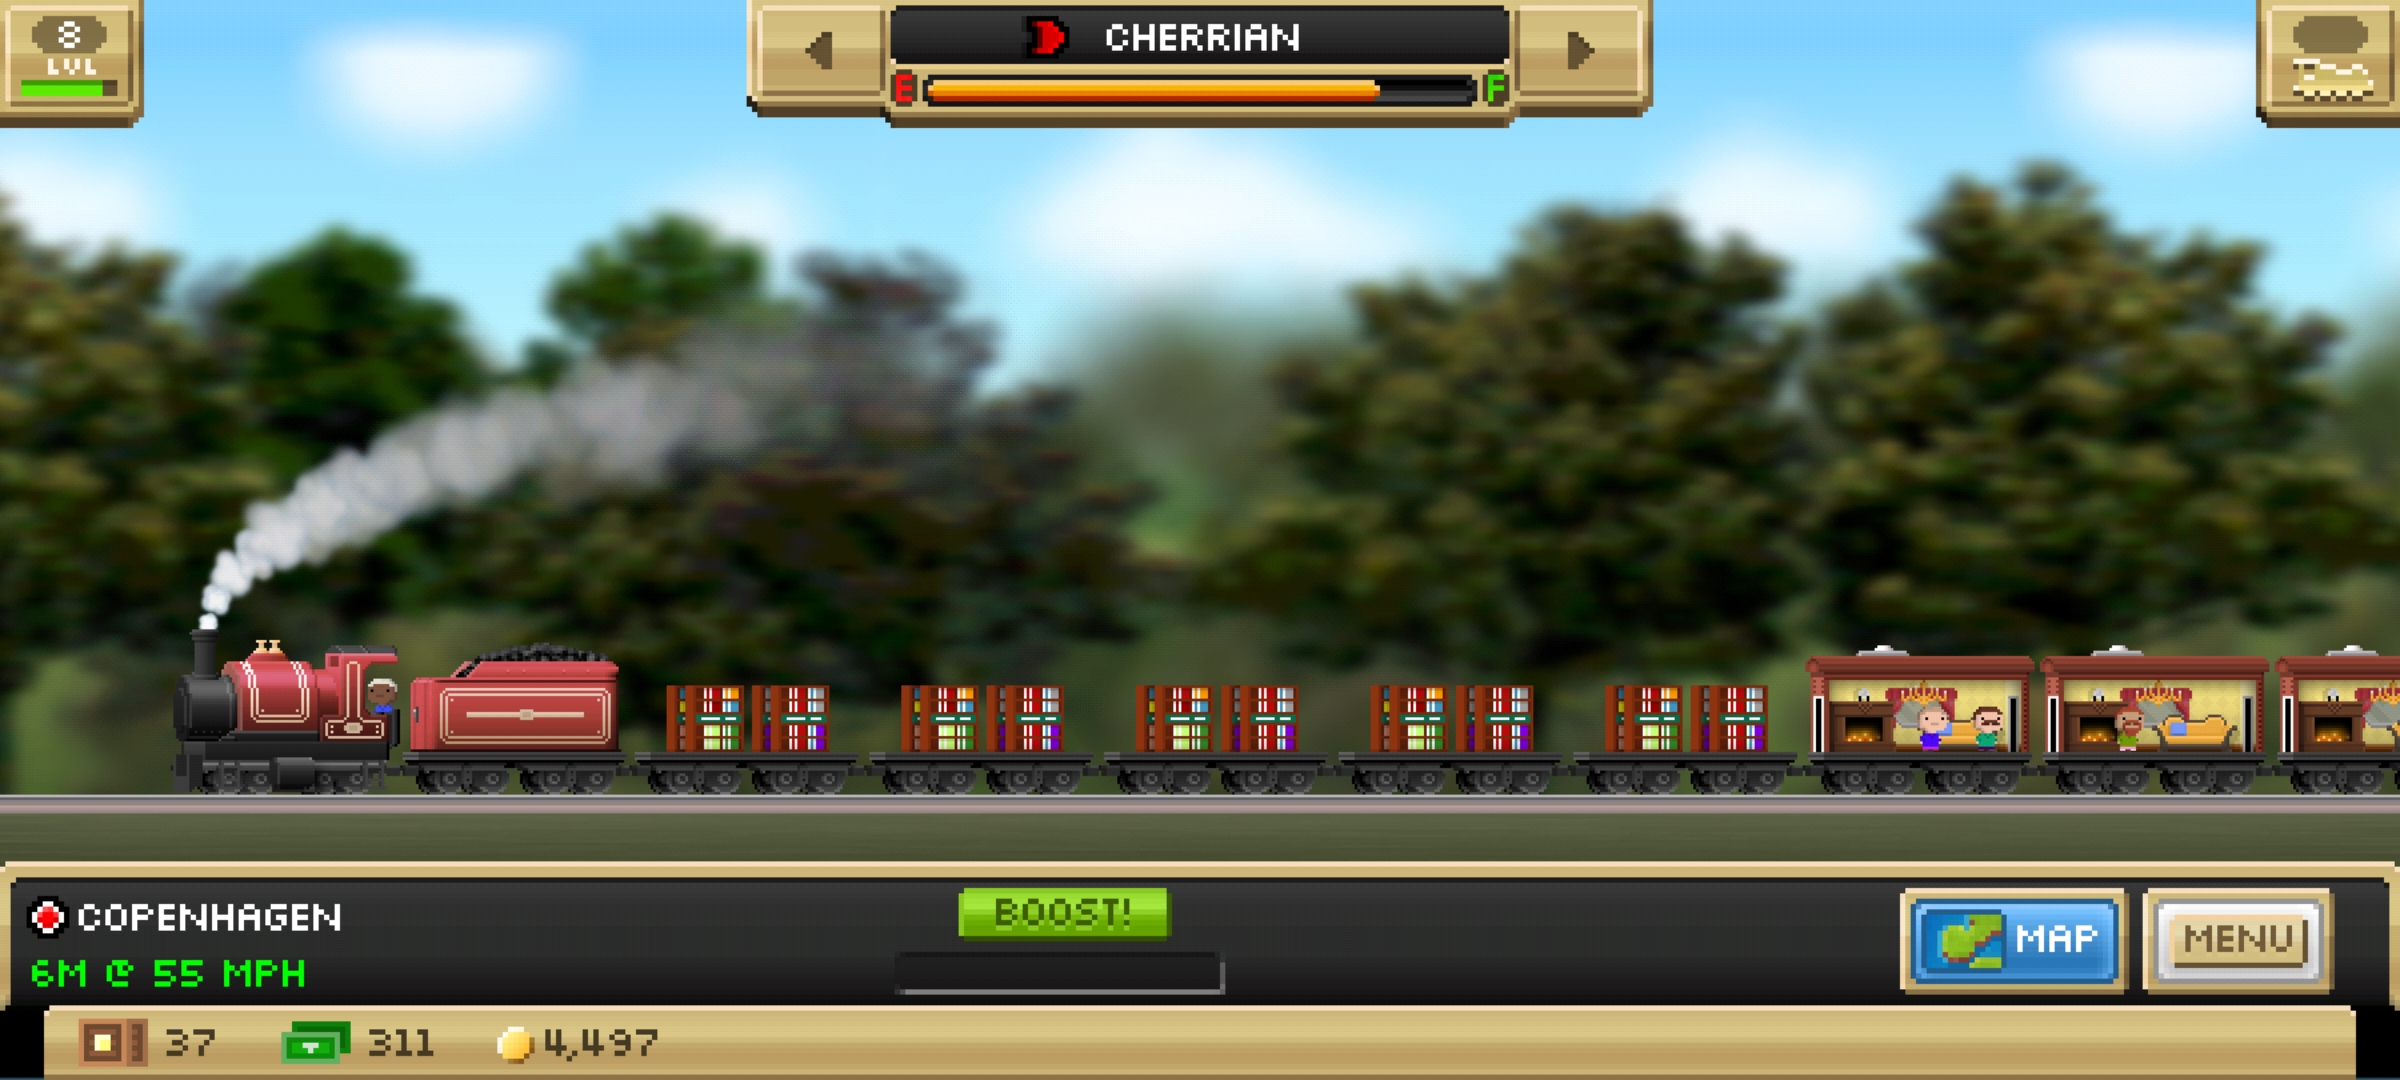 8
LVL
CHERRIAN
E F
COPENHAGEN
BOOST!
6M @ 55 MPH
MAP
MENU
37 311 4,497